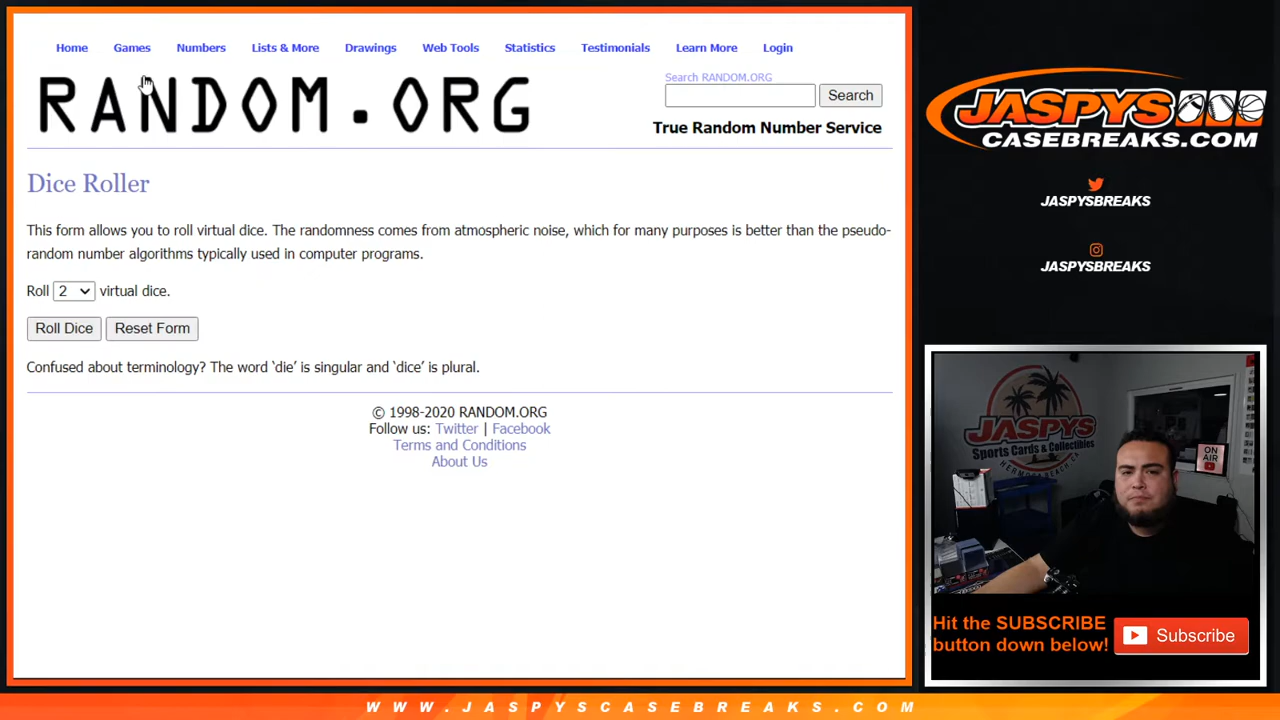 Home Games Numbers Lists & More Drawings Web Tools Statistics Testimonials Learn More Login
RANDOM.ORG
Search RANDOM.ORG
Search
True Random Number Service
Dice Roller
This form allows you to roll virtual dice. The randomness comes from atmospheric noise, which for many purposes is better than the pseudo-
random number algorithms typically used in computer programs.
Roll 2 virtual dice.
Roll Dice Reset Form
Confused about terminology? The word ‘die’ is singular and ‘dice’ is plural.
© 1998-2020 RANDOM.ORG
Follow us: Twitter | Facebook
Terms and Conditions
About Us
JASPYS
CASEBREAKS.COM
JASPYSBREAKS
JASPYSBREAKS
JASPYS
Sports Cards & Collectibles
HERMOSA BEACH, CA
ON
AIR
Hit the SUBSCRIBE
button down below!
Subscribe
WWW.JASPYSCASEBREAKS.COM